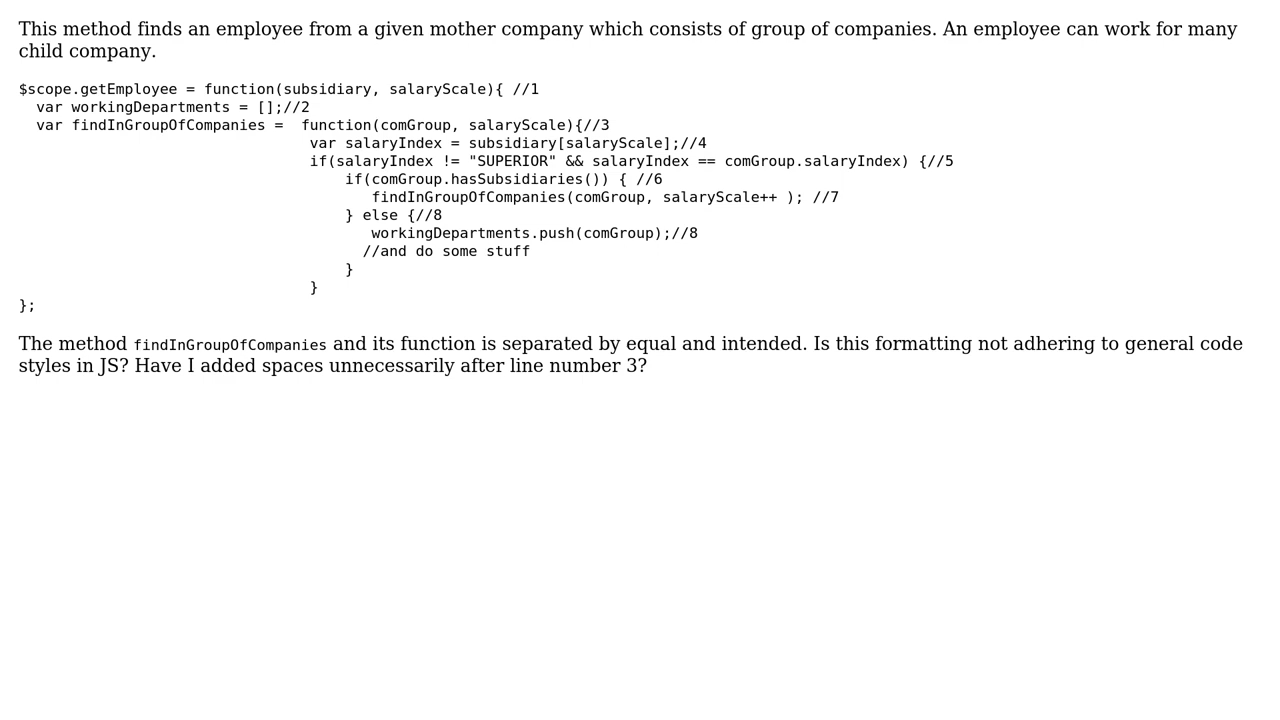 This method finds an employee from a given mother company which consists of group of companies. An employee can work for many
child company.
$scope.getEmployee = function(subsidiary, salaryScale){ //1
  var workingDepartments = [];//2
  var findInGroupOfCompanies =  function(comGroup, salaryScale){//3
                                 var salaryIndex = subsidiary[salaryScale];//4
                                 if(salaryIndex != "SUPERIOR" && salaryIndex == comGroup.salaryIndex) {//5
                                     if(comGroup.hasSubsidiaries()) { //6
                                        findInGroupOfCompanies(comGroup, salaryScale++ ); //7
                                     } else {//8
                                        workingDepartments.push(comGroup);//8
                                       //and do some stuff
                                     }
                                 }
};
The method findInGroupOfCompanies and its function is separated by equal and intended. Is this formatting not adhering to general code
styles in JS? Have I added spaces unnecessarily after line number 3?